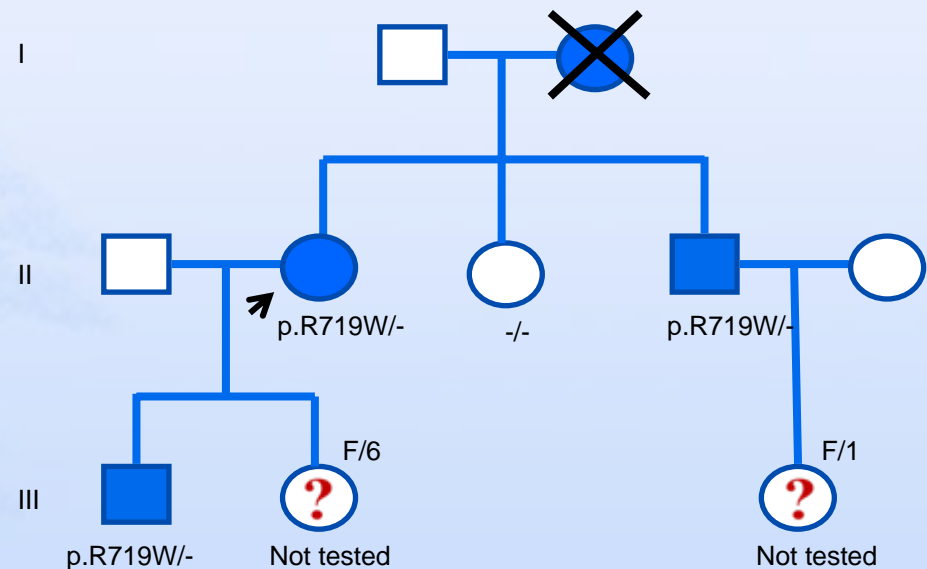 I
II
p.R719W/-
-/-
p.R719W/-
F/6
F/1
III
?
?
p.R719W/-
Not tested
Not tested